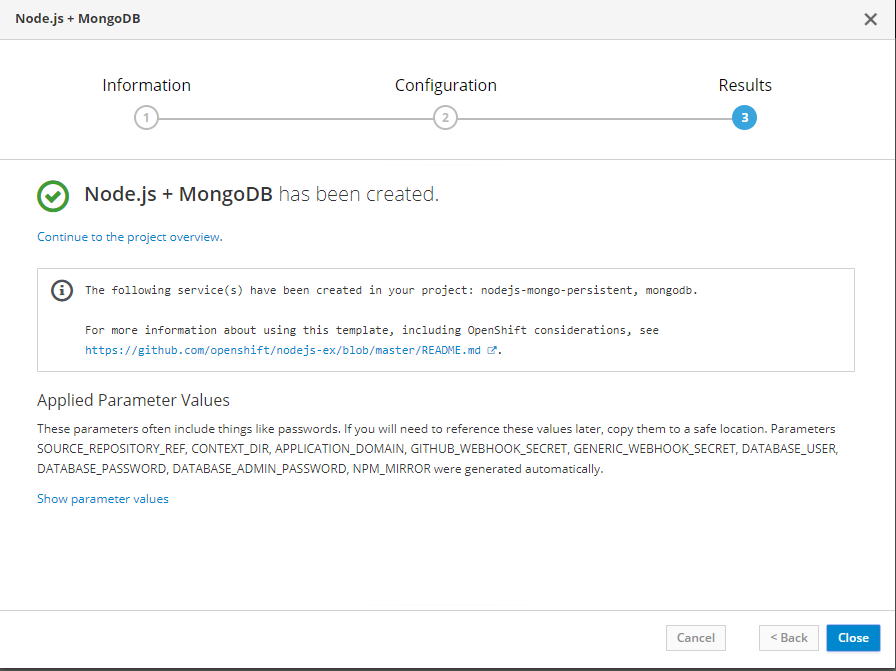 Node.js + MongoDB
Information
Configuration
Results
1
2
3
Node.js + MongoDB has been created.
Continue to the project overview.
The following service(s) have been created in your project: nodejs-mongo-persistent, mongodb.
For more information about using this template, including OpenShift considerations, see
https://github.com/openshift/nodejs-ex/blob/master/README.md .
Applied Parameter Values
These parameters often include things like passwords. If you will need to reference these values later, copy them to a safe location. Parameters
SOURCE_REPOSITORY_REF, CONTEXT_DIR, APPLICATION_DOMAIN, GITHUB_WEBHOOK_SECRET, GENERIC_WEBHOOK_SECRET, DATABASE_USER,
DATABASE_PASSWORD, DATABASE_ADMIN_PASSWORD, NPM_MIRROR were generated automatically.
Show parameter values
Cancel
< Back
Close